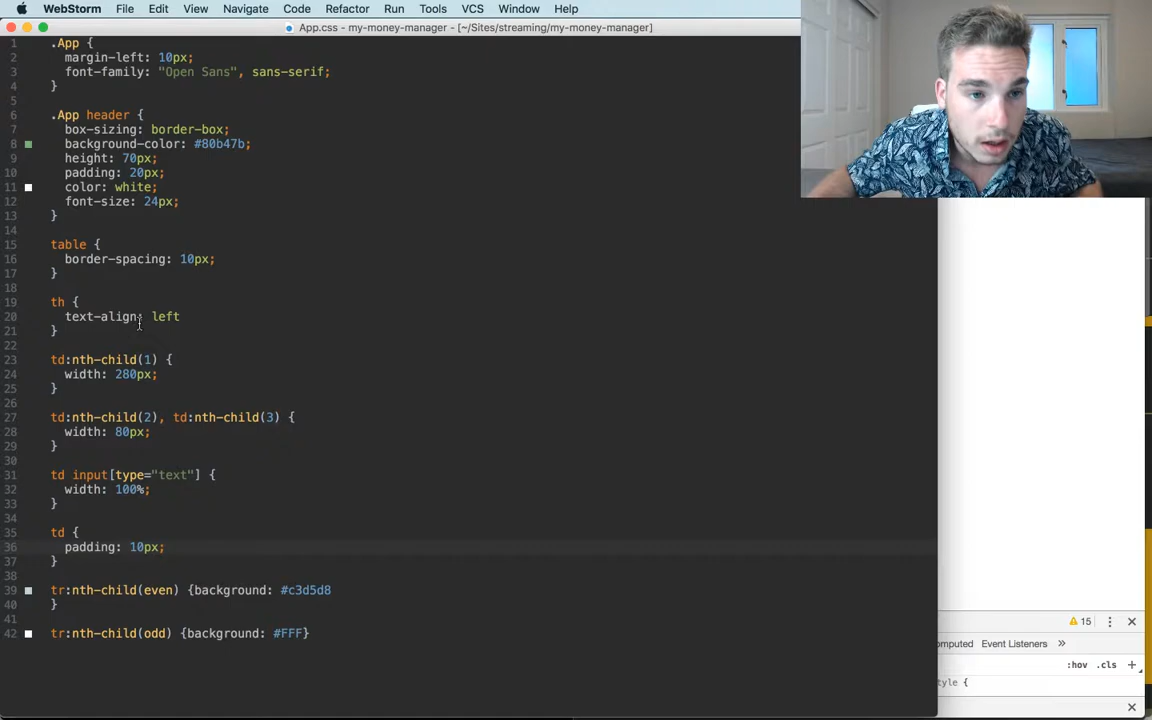 WebStorm File Edit View Navigate Code Refactor Run Tools VCS Window Help
App.css - my-money-manager - [~/Sites/streaming/my-money-manager]
1 .App {
2 margin-left: 10px;
3 font-family: "Open Sans", sans-serif;
4 }
5
6 .App header {
7 box-sizing: border-box;
8 background-color: #80b47b;
9 height: 70px;
10 padding: 20px;
11 color: white;
12 font-size: 24px;
13 }
14
15 table {
16 border-spacing: 10px;
17 }
18
19 th {
20 text-align: left
21 }
22
23 td:nth-child(1) {
24 width: 280px;
25 }
26
27 td:nth-child(2), td:nth-child(3) {
28 width: 80px;
29 }
30
31 td input[type="text"] {
32 width: 100%;
33 }
34
35 td {
36 padding: 10px;
37 }
38
39 tr:nth-child(even) {background: #c3d5d8
40 }
41
42 tr:nth-child(odd) {background: #FFF}
15
omputed Event Listeners »
:hov .cls +
tyle {